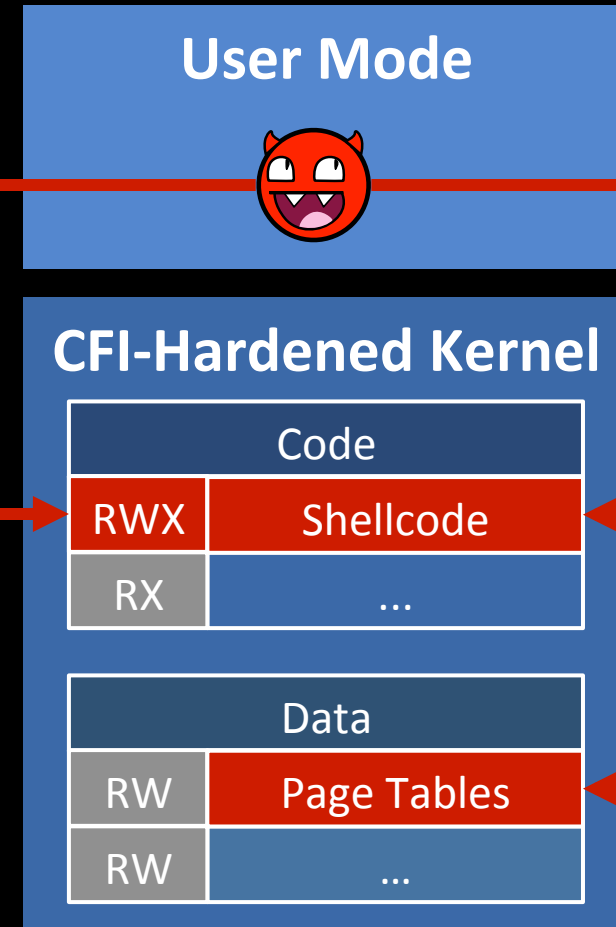 User Mode
CFI-Hardened Kernel
Code
RWX Shellcode
RX ...
Data
RW Page Tables
RW ...